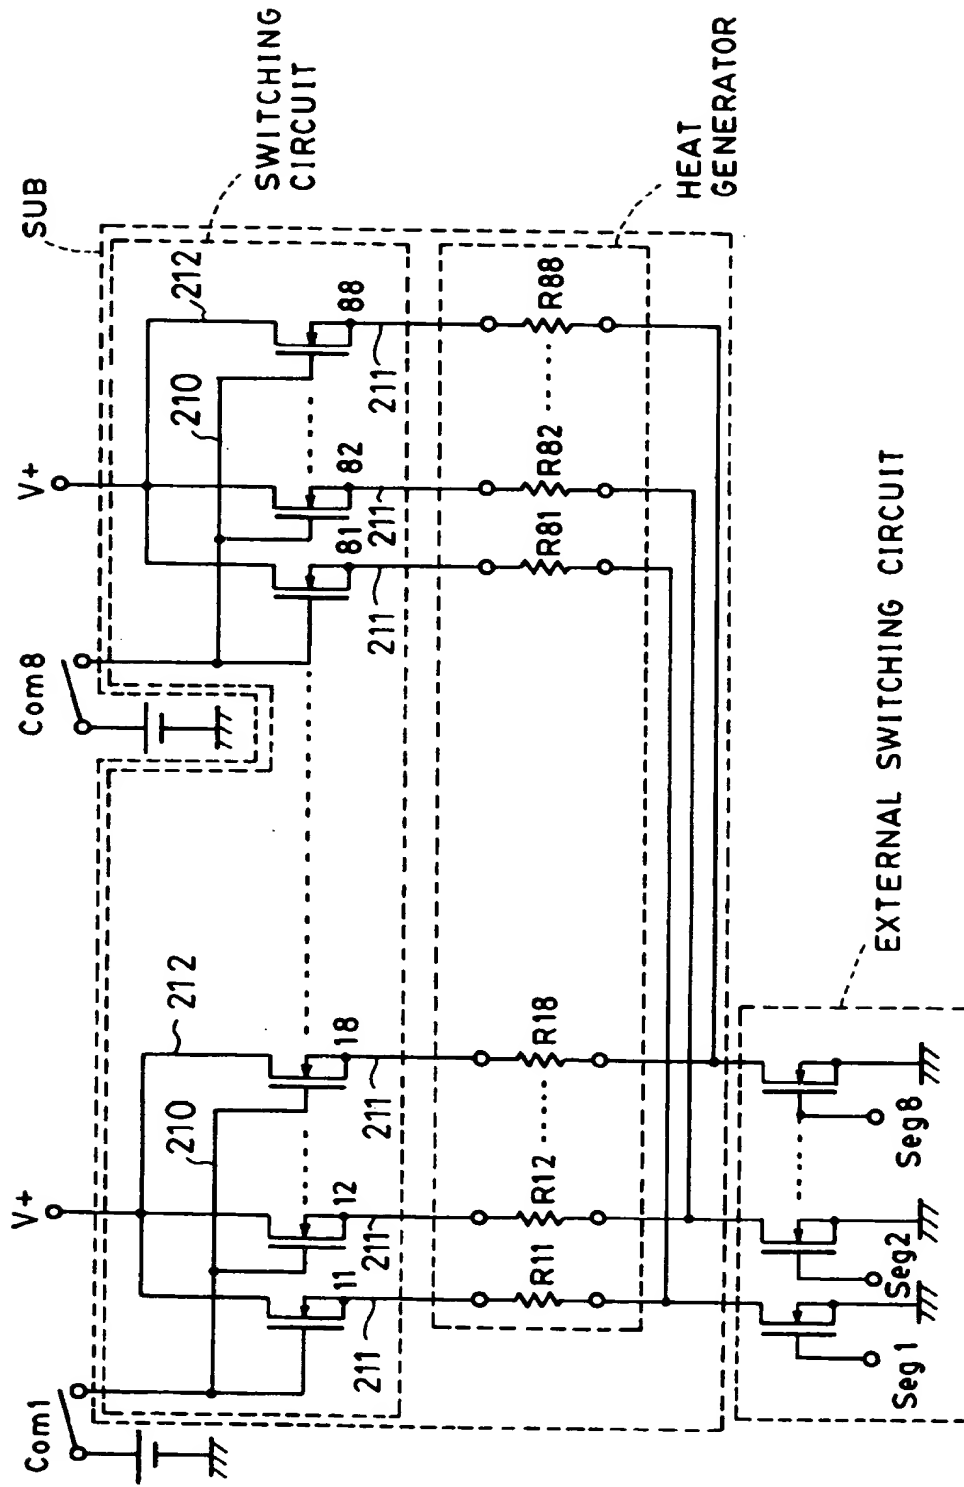 SUB
SWITCHING
CIRCUIT
HEAT
GENERATOR
EXTERNAL SWITCHING CIRCUIT
Com1
V+
Com8
V+
210
212
210
212
11
12
18
81
82
88
211
211
211
211
211
211
R11
R12
R18
R81
R82
R88
Seg1
Seg2
Seg8